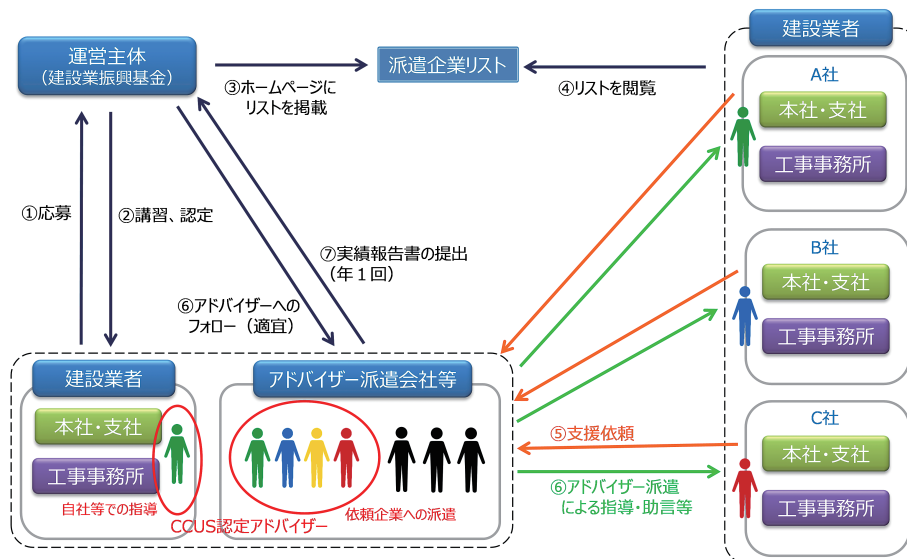 運営主体
（建設業振興基金）
派遣企業リスト
建設業者
③ホームページに
リストを掲載
④リストを閲覧
A社
本社・支社
工事事務所
①応募
②講習、認定
⑦実績報告書の提出
（年１回）
⑥アドバイザーへの
フォロー（適宜）
B社
本社・支社
工事事務所
建設業者
本社・支社
工事事務所
自社等での指導
アドバイザー派遣会社等
CCUS認定アドバイザー
依頼企業への派遣
⑤支援依頼
⑥アドバイザー派遣
による指導・助言等
C社
本社・支社
工事事務所